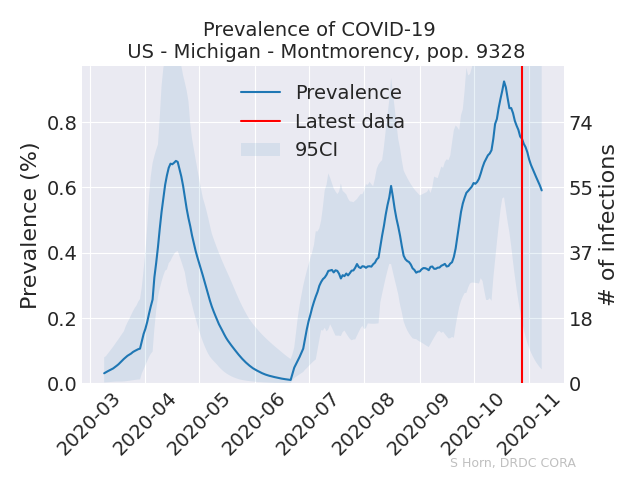 Prevalence of COVID-19
US - Michigan - Montmorency, pop. 9328
Prevalence
Latest data
95CI
Prevalence (%)
0.8
0.6
0.4
0.2
0.0
74
55
37
18
0
# of infections
2020-03
2020-04
2020-05
2020-06
2020-07
2020-08
2020-09
2020-10
2020-11
S Horn, DRDC CORA